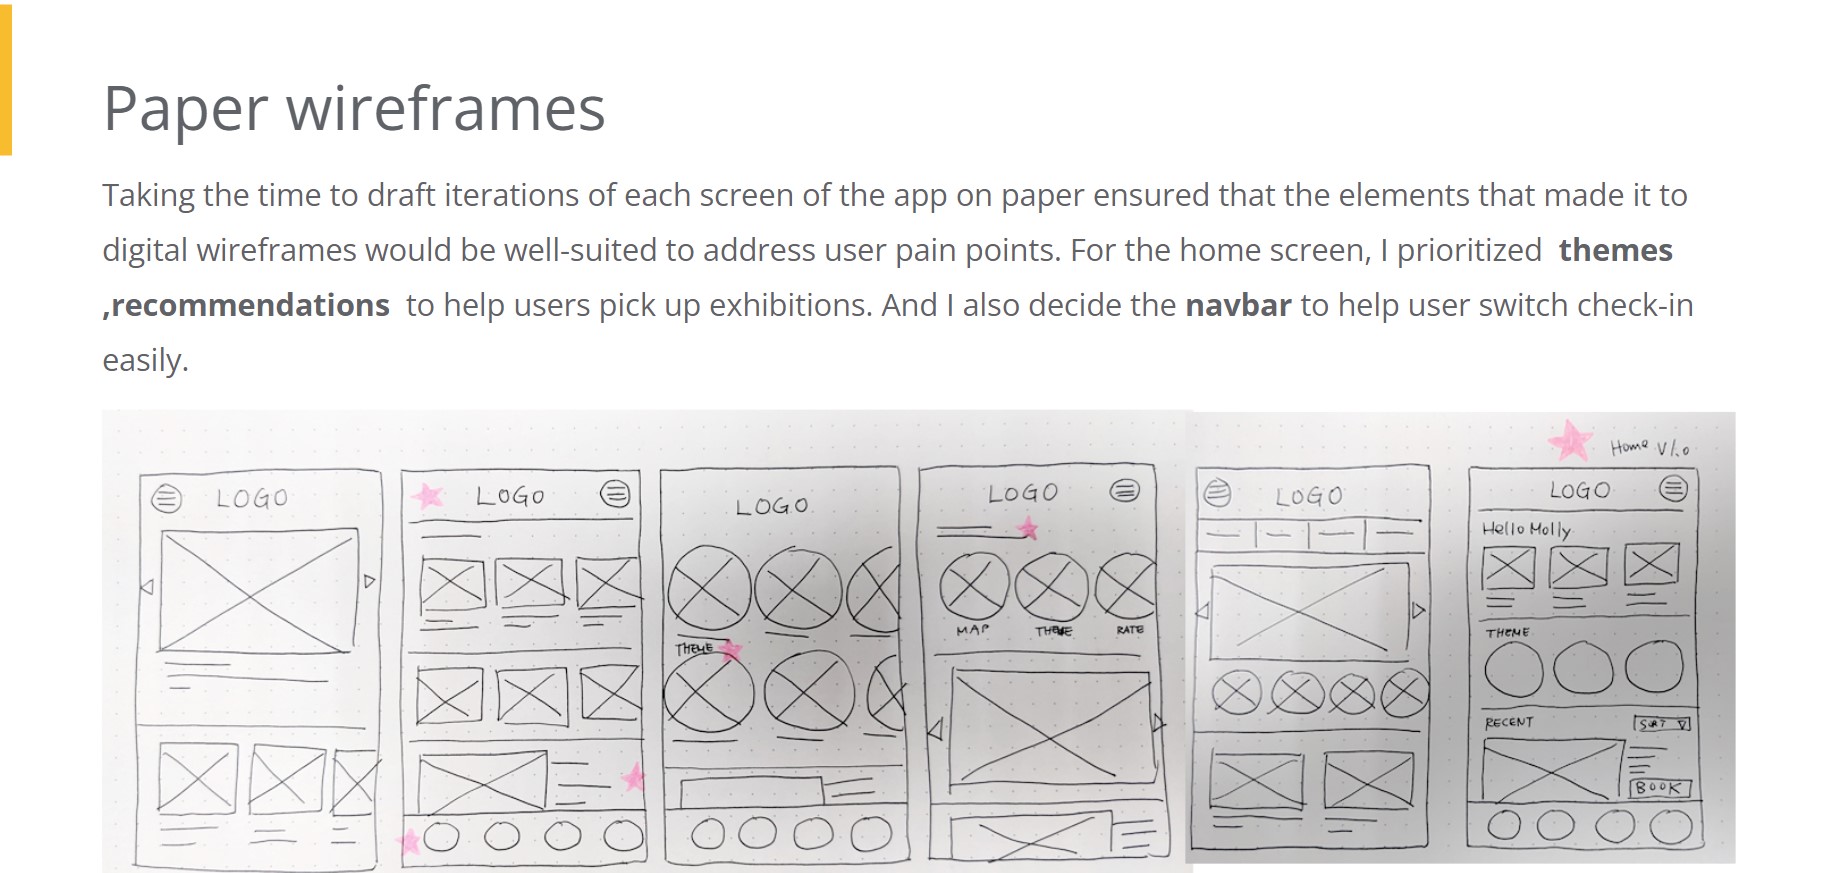 Paper wireframes
Taking the time to draft iterations of each screen of the app on paper ensured that the elements that made it to
digital wireframes would be well-suited to address user pain points. For the home screen, I prioritized themes
,recommendations to help users pick up exhibitions. And I also decide the navbar to help user switch check-in
easily.
LOGO
LOGO
LOGO
THEME
LOGO
MAP THEME RATE
LOGO
Home V1.0
LOGO
Hello Molly
THEME
RECENT SORT
BOOK